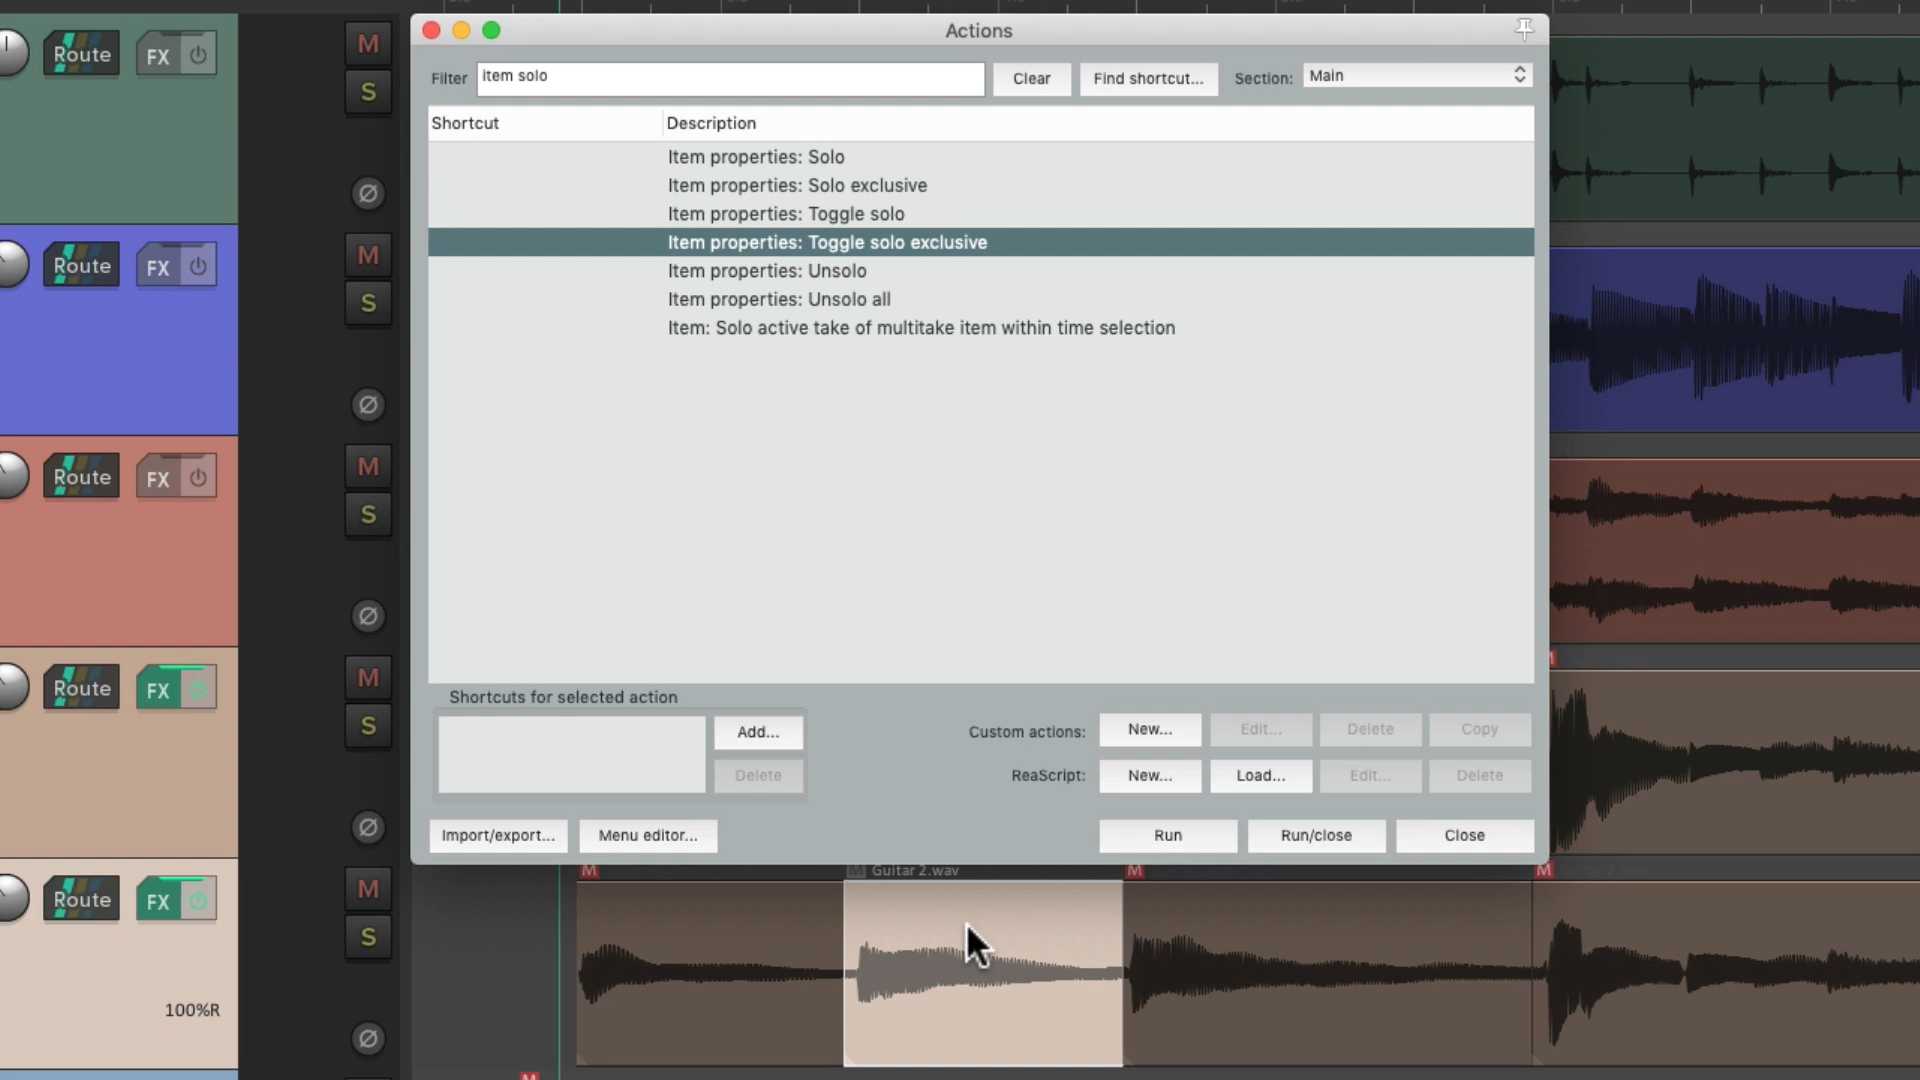 Actions
Filter
item solo
Clear
Find shortcut...
Section:
Main
Shortcut
Description
Item properties: Solo
Item properties: Solo exclusive
Item properties: Toggle solo
Item properties: Toggle solo exclusive
Item properties: Unsolo
Item properties: Unsolo all
Item: Solo active take of multitake item within time selection
Shortcuts for selected action
Add...
Delete
Custom actions:
New...
Edit...
Delete
Copy
ReaScript:
New...
Load...
Edit...
Delete
Import/export...
Menu editor...
Run
Run/close
Close
Route
FX
M
S
Ø
Route
FX
M
S
Ø
Route
FX
M
S
Ø
Route
FX
M
S
Ø
Route
FX
M
S
100%R
Ø
M
M
Guitar 2.wav
M
M
M